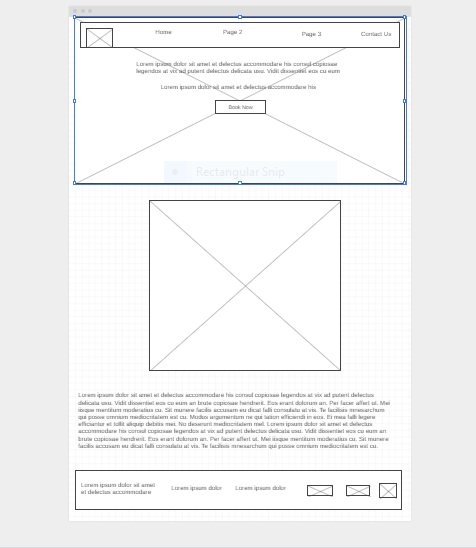 Home
Page 2
Page 3
Contact Us
Lorem ipsum dolor sit amet et delectus accommodare his consul copiosae
legendos at vix ad putent delectus delicata usu. Vidit dissentiet eos cu eum
Lorem ipsum dolor sit amet et delectus accommodare his
Book Now
Rectangular Snip
Lorem ipsum dolor sit amet et delectus accommodare his consul copiosae legendos at vix ad putent delectus
delicata usu. Vidit dissentiet eos cu eum an brute copiosae hendrerit. Eos erant dolorum an. Per facer affert ut. Mei
iisque mentitum moderatius cu. Sit munere facilis accusam eu dicat falli consulatu at vis. Te facilisis mnesarchum
qui posse omnium mediocritatem est cu. Modus argumentum ne qui tation efficiendi in eos. Ei mea falli legere
efficiantur et tollit aliquip debitis mei. No deserunt mediocritatem mel. Lorem ipsum dolor sit amet et delectus
accommodare his consul copiosae legendos at vix ad putent delectus delicata usu. Vidit dissentiet eos cu eum an
brute copiosae hendrerit. Eos erant dolorum an. Per facer affert ut. Mei iisque mentitum moderatius cu. Sit munere
facilis accusam eu dicat falli consulatu at vis. Te facilisis mnesarchum qui posse omnium mediocritatem est cu.
Lorem ipsum dolor sit amet
et delectus accommodare
Lorem ipsum dolor
Lorem ipsum dolor